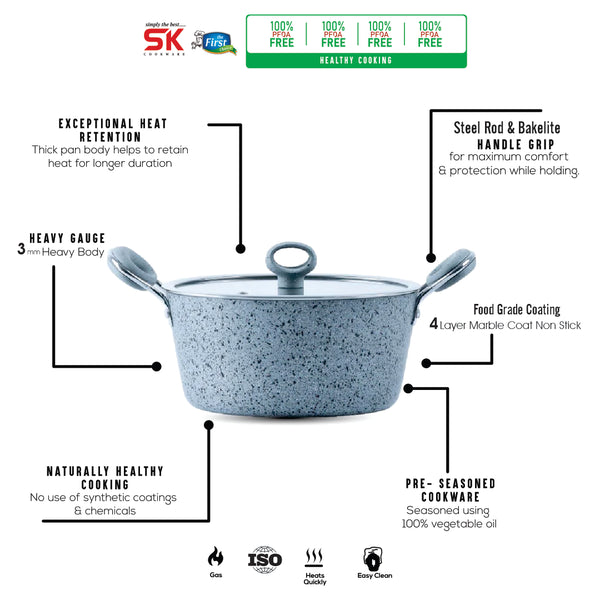 simply the best.....
SK
COOKWARE
the
First
100%
PFOA
FREE
100%
PFOA
FREE
100%
PFOA
FREE
100%
PFOA
FREE
HEALTHY COOKING
EXCEPTIONAL HEAT
RETENTION
Thick pan body helps to retain
heat for longer duration
Steel Rod & Bakelite
HANDLE GRIP
for maximum comfort
& protection while holding.
HEAVY GAUGE
3mm Heavy Body
Food Grade Coating
4 Layer Marble Coat Non Stick
NATURALLY HEALTHY
COOKING
No use of synthetic coatings
& chemicals
PRE- SEASONED
COOKWARE
Seasoned using
100% vegetable oil
Gas
ISO
Heats
Quickly
Easy Clean